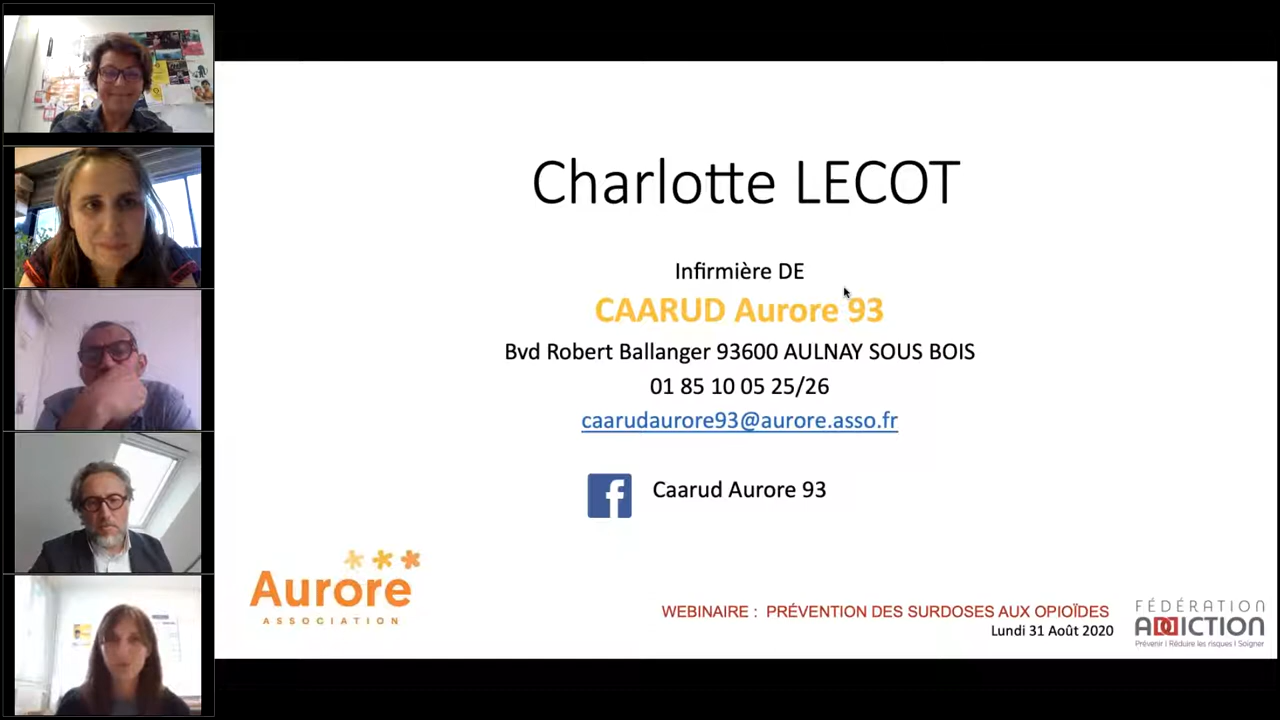 Charlotte LECOT
Infirmière DE
CAARUD Aurore 93
Bvd Robert Ballanger 93600 AULNAY SOUS BOIS
01 85 10 05 25/26
caarudaurore93@aurore.asso.fr
Caarud Aurore 93
Aurore
ASSOCIATION
WEBINAIRE : PRÉVENTION DES SURDOSES AUX OPIOÏDES
Lundi 31 Août 2020
FÉDÉRATION
ADDICTION
Prévenir | Réduire les risques | Soigner